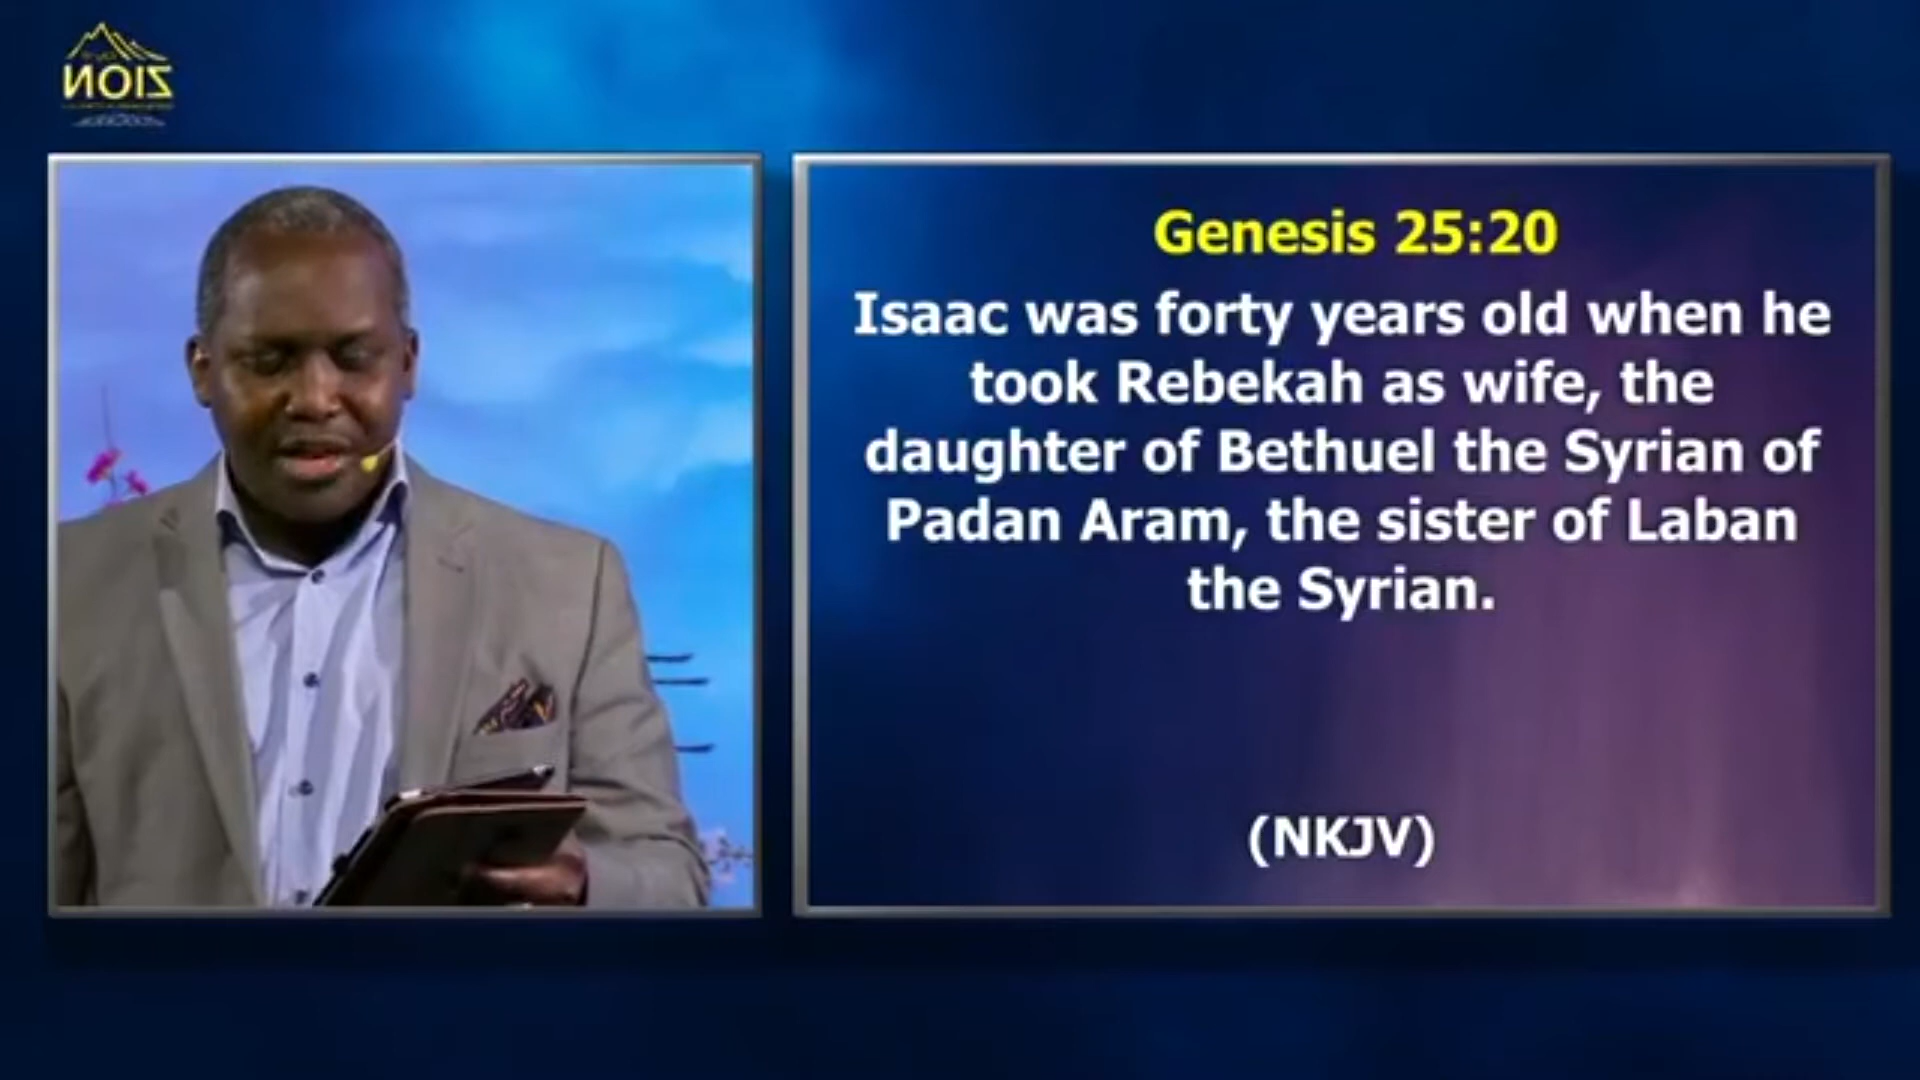 ZION
Genesis 25:20
Isaac was forty years old when he
took Rebekah as wife, the
daughter of Bethuel the Syrian of
Padan Aram, the sister of Laban
the Syrian.
(NKJV)